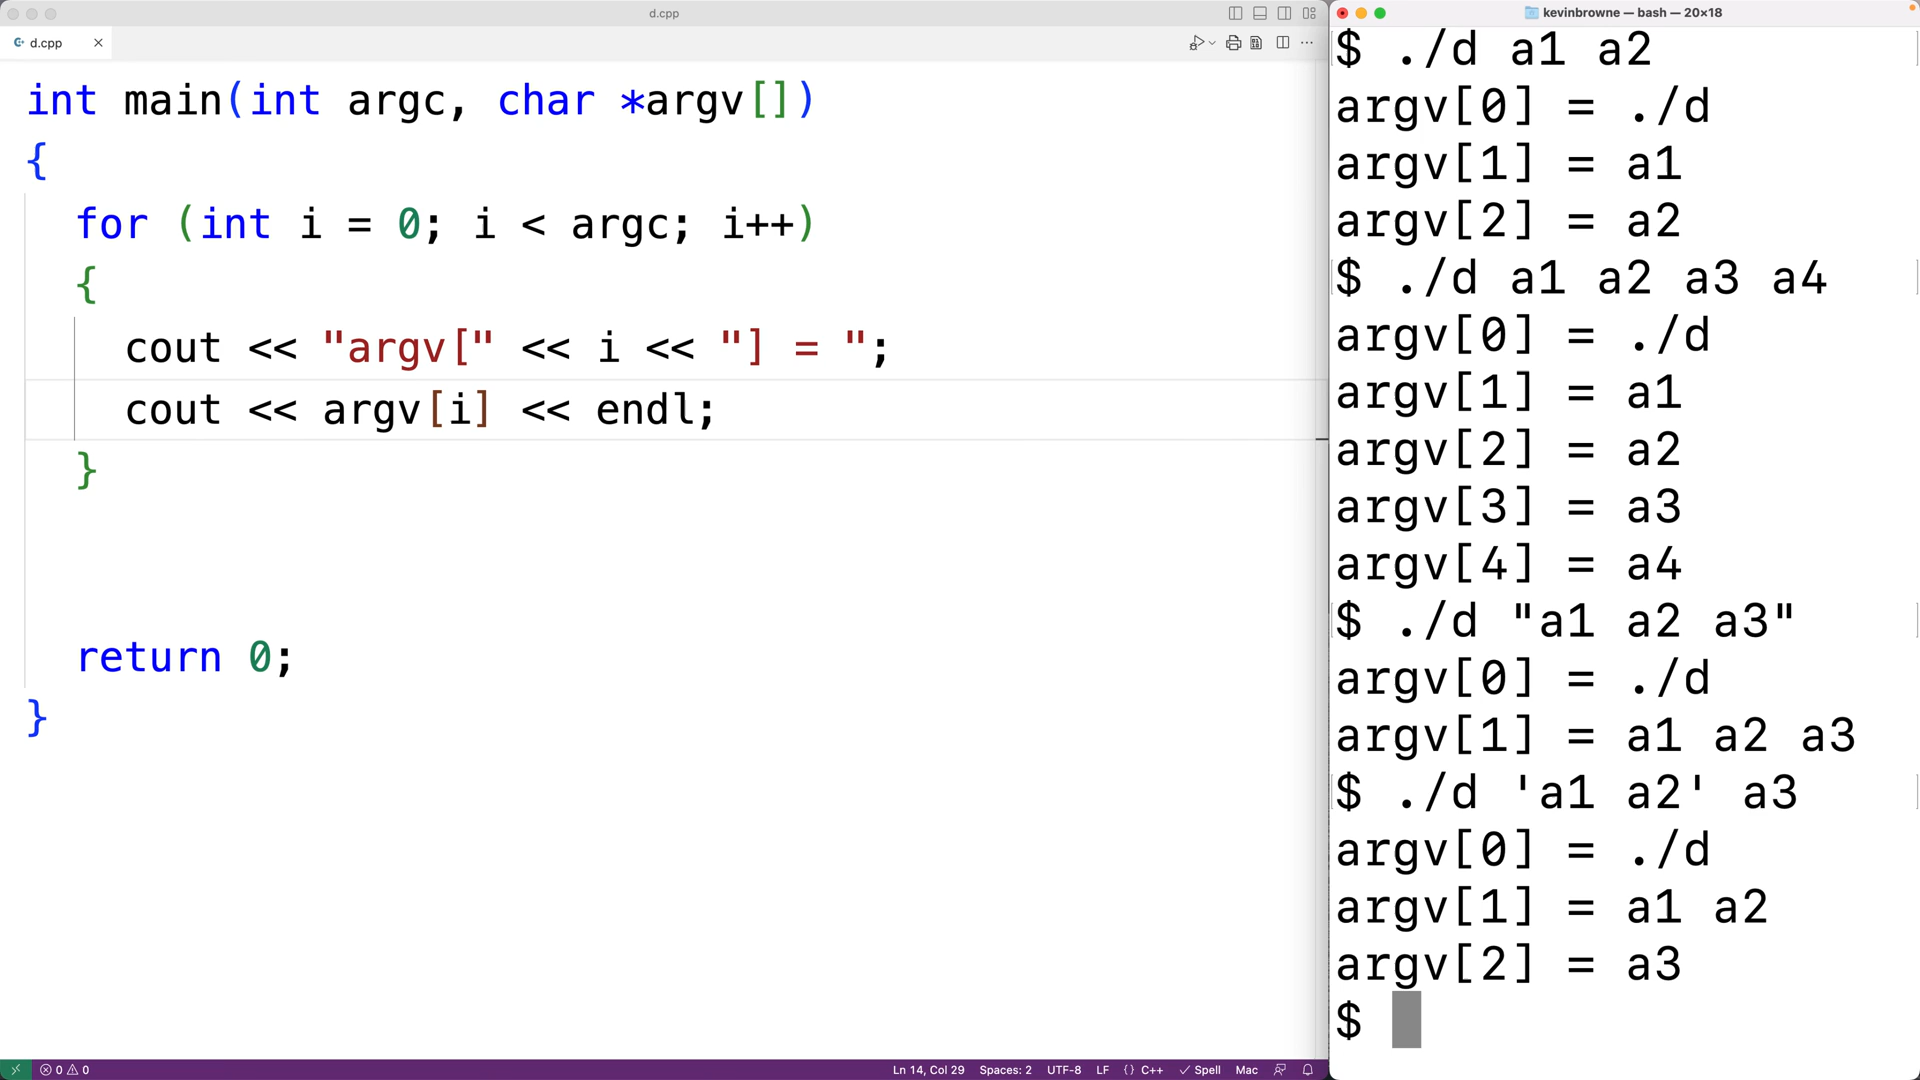 d.cpp
d.cpp
int main(int argc, char *argv[])
{
for (int i = 0; i < argc; i++)
{
cout << "argv[" << i << "] = ";
cout << argv[i] << endl;
}
return 0;
}
0 0
Ln 14, Col 29 Spaces: 2 UTF-8 LF {} C++ Spell Mac
kevinbrowne — bash — 20×18
$ ./d a1 a2
argv[0] = ./d
argv[1] = a1
argv[2] = a2
$ ./d a1 a2 a3 a4
argv[0] = ./d
argv[1] = a1
argv[2] = a2
argv[3] = a3
argv[4] = a4
$ ./d "a1 a2 a3"
argv[0] = ./d
argv[1] = a1 a2 a3
$ ./d 'a1 a2' a3
argv[0] = ./d
argv[1] = a1 a2
argv[2] = a3
$